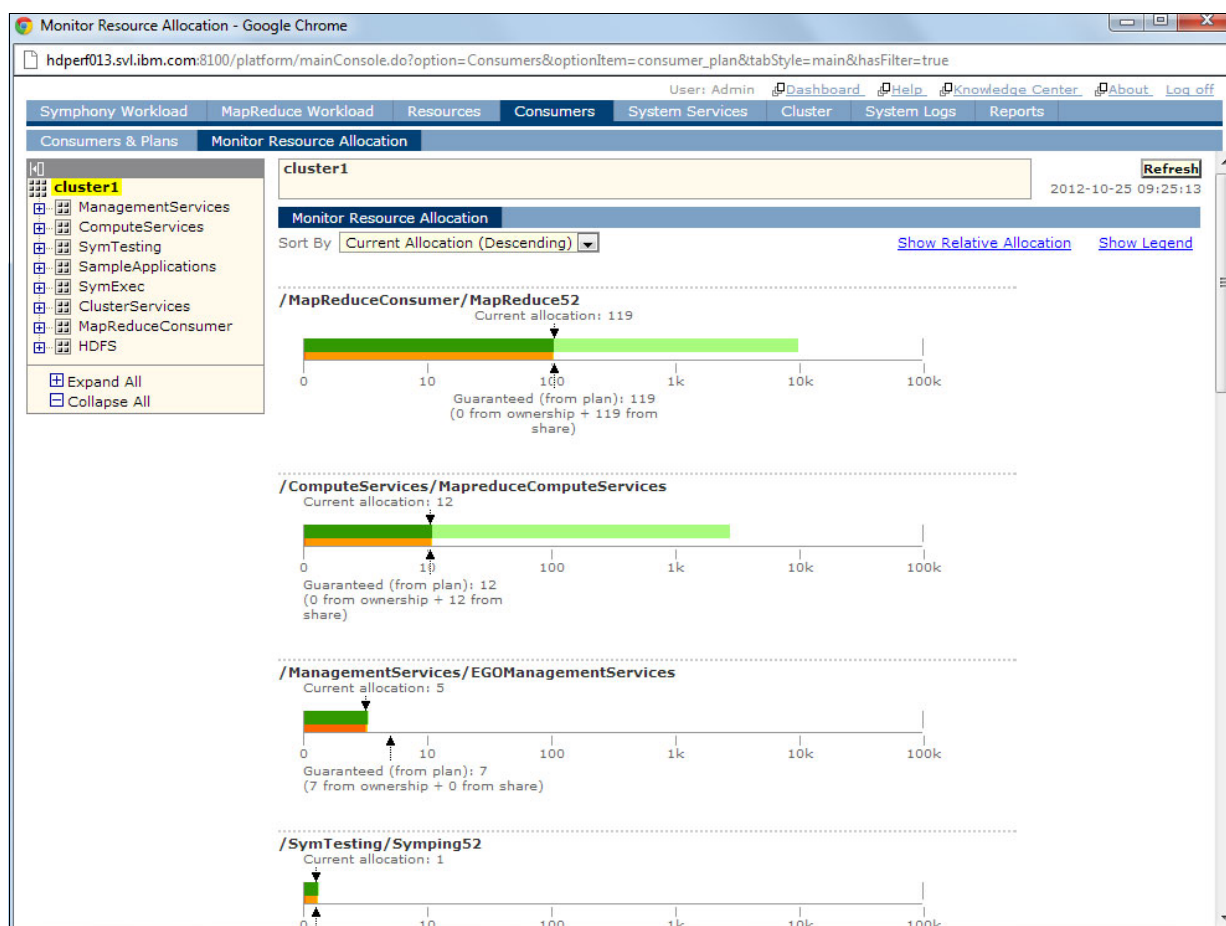 Monitor Resource Allocation - Google Chrome
hdperf013.svl.ibm.com:8100/platform/mainConsole.do?option=Consumers&optionItem=consumer_plan&tabStyle=main&hasFilter=true
User: Admin Dashboard Help Knowledge Center About Log off
Symphony Workload MapReduce Workload Resources Consumers System Services Cluster System Logs Reports
Consumers & Plans Monitor Resource Allocation
cluster1
ManagementServices
ComputeServices
SymTesting
SampleApplications
SymExec
ClusterServices
MapReduceConsumer
HDFS
Expand All
Collapse All
cluster1
Refresh
2012-10-25 09:25:13
Monitor Resource Allocation
Sort By Current Allocation (Descending) Show Relative Allocation Show Legend
/MapReduceConsumer/MapReduce52
Current allocation: 119
0 10 100 1k 10k 100k
Guaranteed (from plan): 119
(0 from ownership + 119 from
share)
/ComputeServices/MapreduceComputeServices
Current allocation: 12
0 10 100 1k 10k 100k
Guaranteed (from plan): 12
(0 from ownership + 12 from
share)
/ManagementServices/EGOManagementServices
Current allocation: 5
0 10 100 1k 10k 100k
Guaranteed (from plan): 7
(7 from ownership + 0 from share)
/SymTesting/Symping52
Current allocation: 1
0 10 100 1k 10k 100k